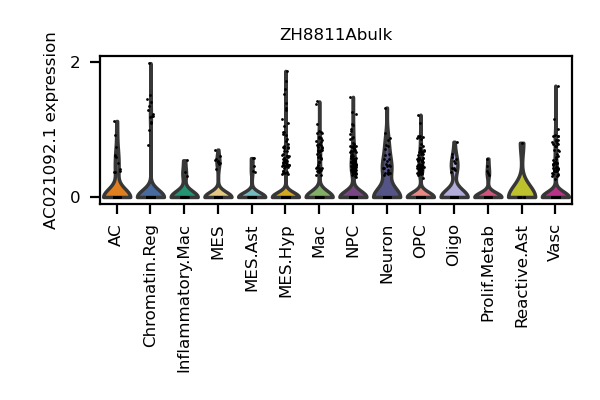 ZH8811Abulk
AC021092.1 expression
2
0
AC
Chromatin.Reg
Inflammatory.Mac
MES
MES.Ast
MES.Hyp
Mac
NPC
Neuron
OPC
Oligo
Prolif.Metab
Reactive.Ast
Vasc